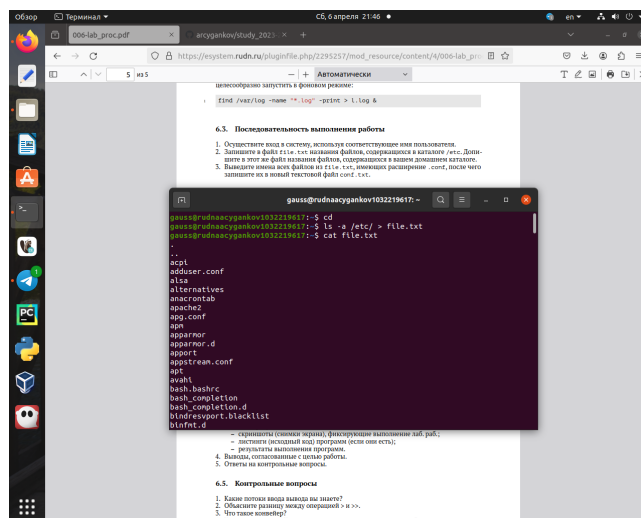 Обзор
Терминал
Сб, 6 апреля 21:46
en
006-lab_proc.pdf
arcygankov/study_2023
https://esystem.rudn.ru/pluginfile.php/2295257/mod_resource/content/4/006-lab_proc
5 из 5
Автоматически
целесообразно запустить в фоновом режиме:
1 find /var/log -name "*.log" -print > l.log &
6.3. Последовательность выполнения работы
1. Осуществите вход в систему, используя соответствующее имя пользователя.
2. Запишите в файл file.txt названия файлов, содержащихся в каталоге /etc. Допи-
шите в этот же файл названия файлов, содержащихся в вашем домашнем каталоге.
3. Выведите имена всех файлов из file.txt, имеющих расширение .conf, после чего
запишите их в новый текстовой файл conf.txt.
gauss@rudnaacygankov1032219617: ~
gauss@rudnaacygankov1032219617:~$ cd
gauss@rudnaacygankov1032219617:~$ ls -a /etc/ > file.txt
gauss@rudnaacygankov1032219617:~$ cat file.txt
.
..
acpi
adduser.conf
alsa
alternatives
anacrontab
apache2
apg.conf
apm
apparmor
apparmor.d
apport
appstream.conf
apt
avahi
bash.bashrc
bash_completion
bash_completion.d
bindresvport.blacklist
binfmt.d
– скриншоты (снимки экрана), фиксирующие выполнение лаб. раб.;
– листинги (исходный код) программ (если они есть);
– результаты выполнения программ.
4. Выводы, согласованные с целью работы.
5. Ответы на контрольные вопросы.
6.5. Контрольные вопросы
1. Какие потоки ввода вывода вы знаете?
2. Объясните разницу между операцией > и >>.
3. Что такое конвейер?
1
PC